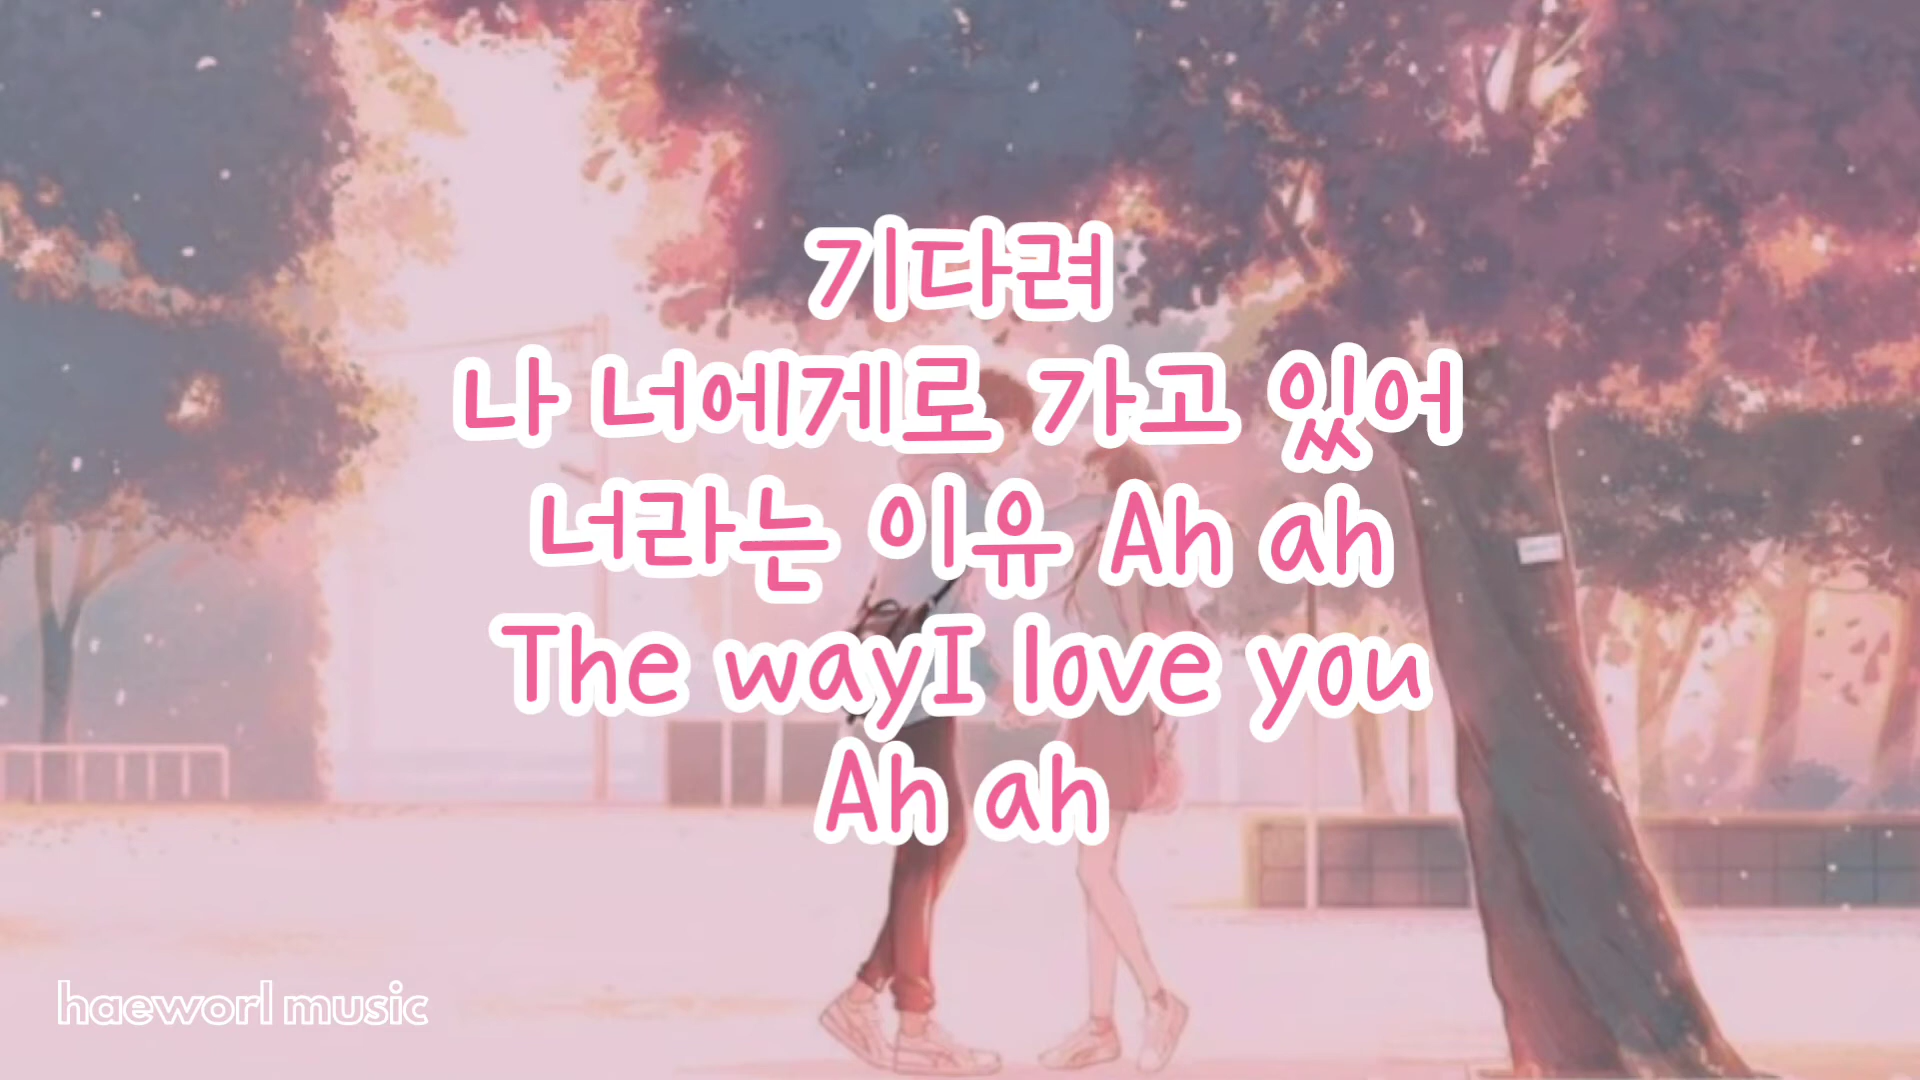 기다려
나 너에게로 가고 있어
너라는 이유 Ah ah
The wayI love you
Ah ah
haeworl music